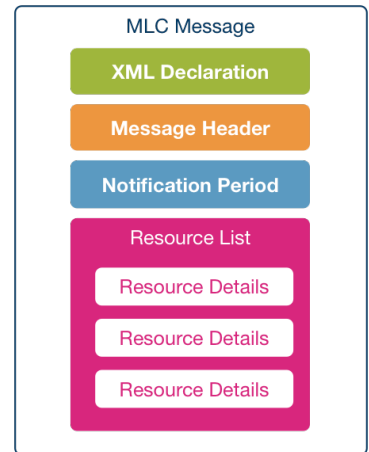 MLC Message
XML Declaration
Message Header
Notification Period
Resource List
Resource Details
Resource Details
Resource Details